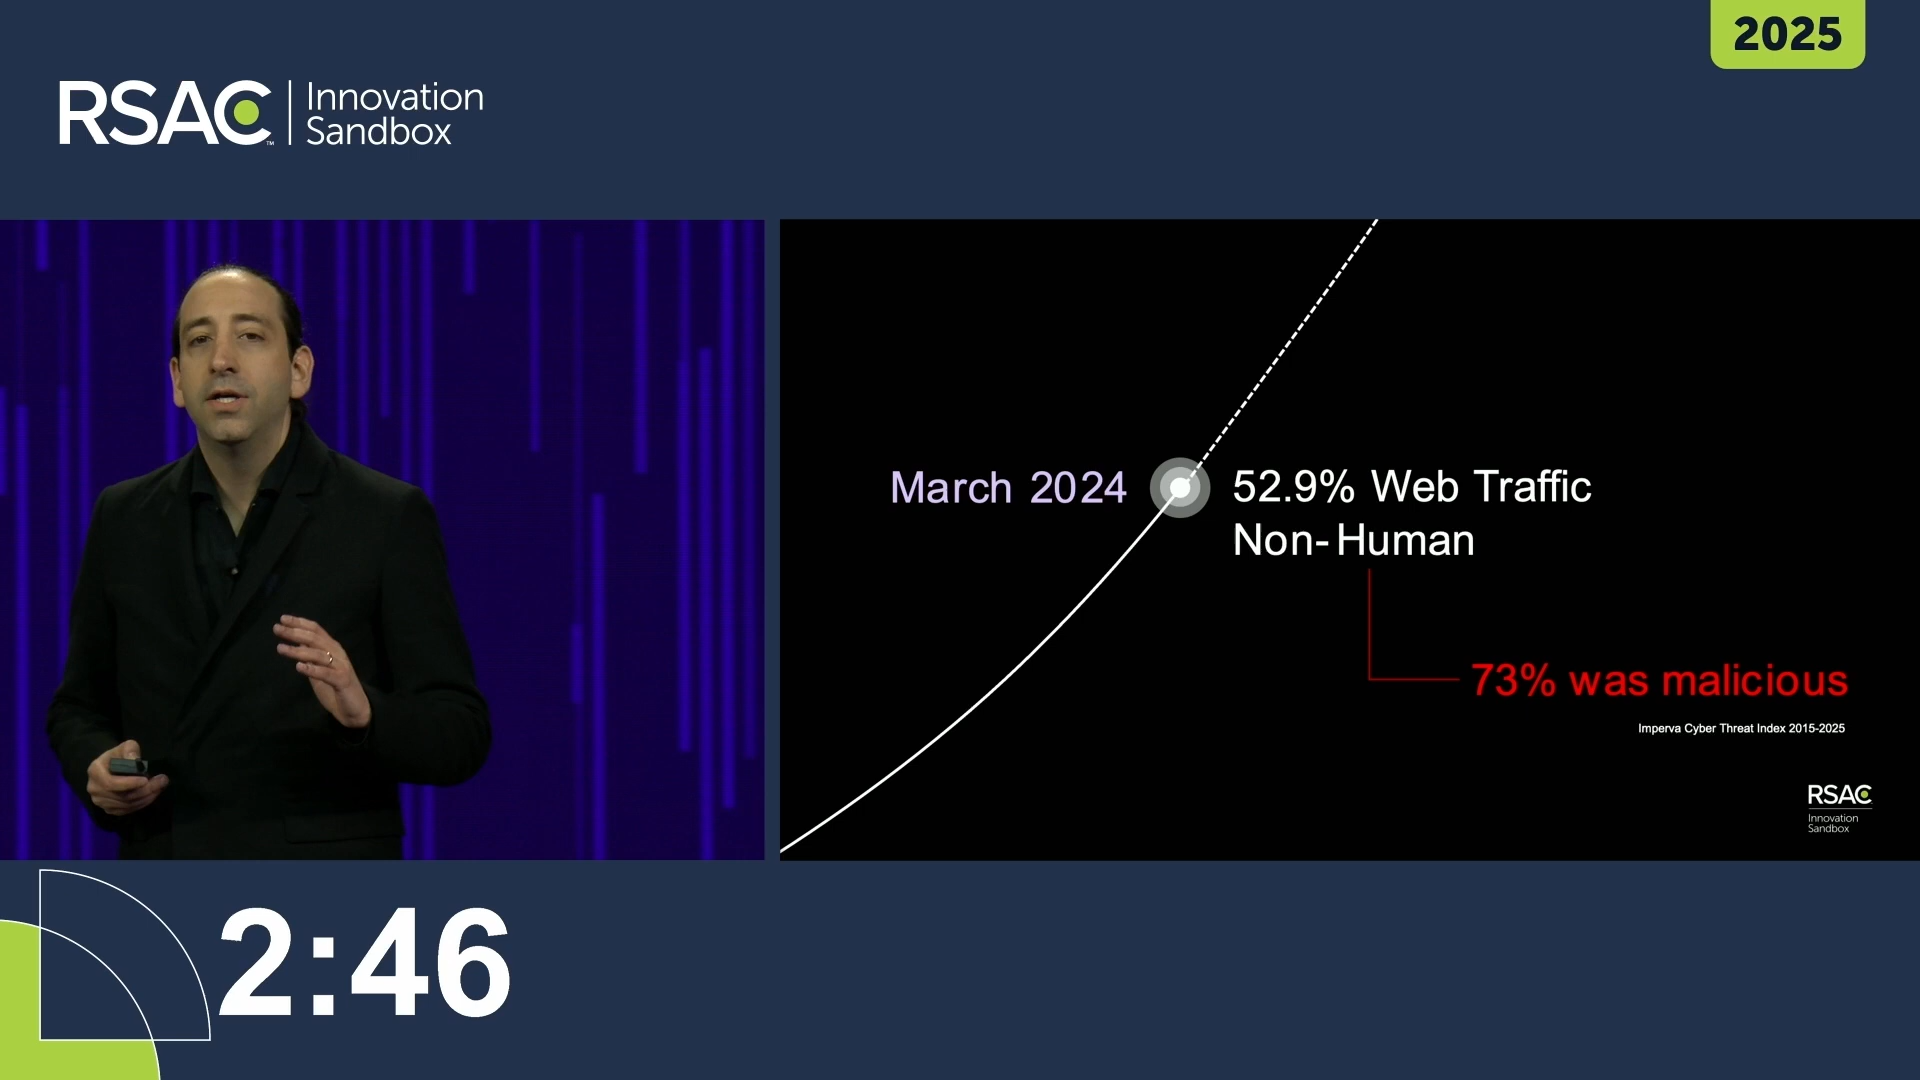 2025
RSAC™
Innovation
Sandbox
March 2024
52.9% Web Traffic
Non-Human
73% was malicious
Imperva Cyber Threat Index 2015-2025
RSAC
Innovation
Sandbox
2:46